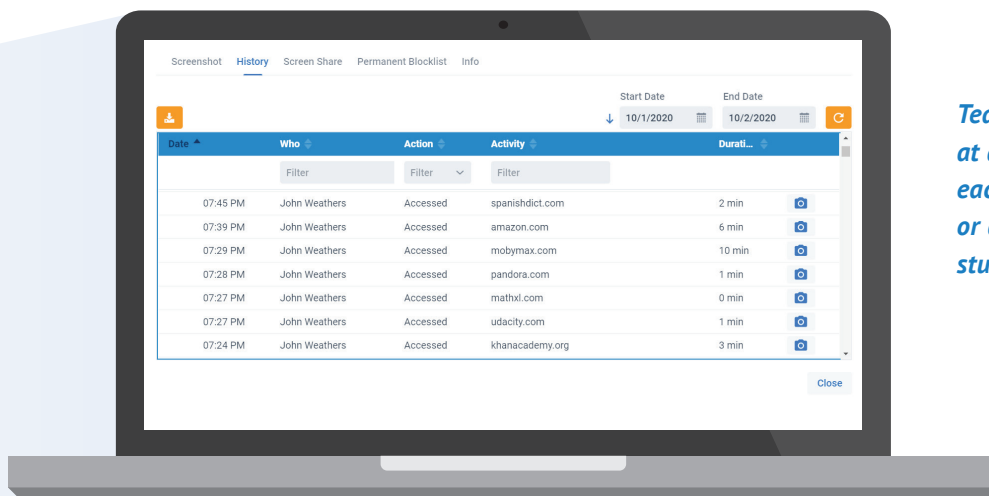 Screenshot History Screen Share Permanent Blocklist Info
Start Date End Date
10/1/2020 10/2/2020
Date Who Action Activity Durati...
Filter Filter Filter
07:45 PM John Weathers Accessed spanishdict.com 2 min
07:39 PM John Weathers Accessed amazon.com 6 min
07:29 PM John Weathers Accessed mobymax.com 10 min
07:28 PM John Weathers Accessed pandora.com 1 min
07:27 PM John Weathers Accessed mathxl.com 0 min
07:27 PM John Weathers Accessed udacity.com 1 min
07:24 PM John Weathers Accessed khanacademy.org 3 min
Close
at
or
stu